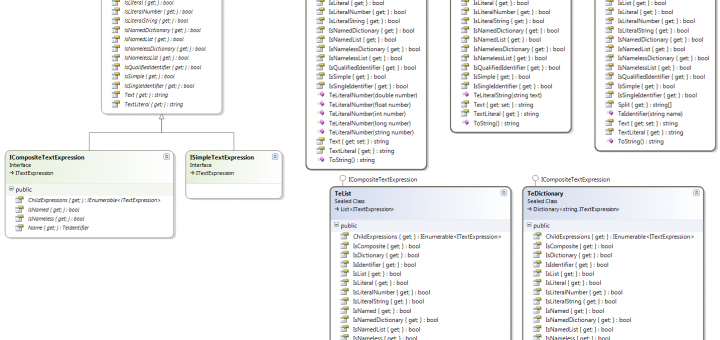 IsLiteral { get; } : bool
IsLiteralNumber { get; } : bool
IsLiteralString { get; } : bool
IsNamedDictionary { get; } : bool
IsNamedList { get; } : bool
IsNamelessDictionary { get; } : bool
IsNamelessList { get; } : bool
IsQualifiedIdentifier { get; } : bool
IsSimple { get; } : bool
IsSingleIdentifier { get; } : bool
Text { get; } : string
TextLiteral { get; } : string
ICompositeTextExpression
Interface
ITextExpression
public
ChildExpressions { get; } : IEnumerable<ITextExpression>
IsNamed { get; } : bool
IsNameless { get; } : bool
Name { get; } : TeIdentifier
ISimpleTextExpression
Interface
ITextExpression
IsLiteral { get; } : bool
IsLiteralNumber { get; } : bool
IsLiteralString { get; } : bool
IsNamedDictionary { get; } : bool
IsNamedList { get; } : bool
IsNamelessDictionary { get; } : bool
IsNamelessList { get; } : bool
IsQualifiedIdentifier { get; } : bool
IsSimple { get; } : bool
IsSingleIdentifier { get; } : bool
TeLiteralNumber(double number)
TeLiteralNumber(float number)
TeLiteralNumber(int number)
TeLiteralNumber(long number)
TeLiteralNumber(string number)
Text { get; set; } : string
TextLiteral { get; } : string
ToString() : string
IsLiteral { get; } : bool
IsLiteralNumber { get; } : bool
IsLiteralString { get; } : bool
IsNamedDictionary { get; } : bool
IsNamedList { get; } : bool
IsNamelessDictionary { get; } : bool
IsNamelessList { get; } : bool
IsQualifiedIdentifier { get; } : bool
IsSimple { get; } : bool
IsSingleIdentifier { get; } : bool
TeLiteralString(string text)
Text { get; set; } : string
TextLiteral { get; } : string
ToString() : string
IsList { get; } : bool
IsLiteral { get; } : bool
IsLiteralNumber { get; } : bool
IsLiteralString { get; } : bool
IsNamedDictionary { get; } : bool
IsNamedList { get; } : bool
IsNamelessDictionary { get; } : bool
IsNamelessList { get; } : bool
IsQualifiedIdentifier { get; } : bool
IsSimple { get; } : bool
IsSingleIdentifier { get; } : bool
Split { get; } : string[]
TeIdentifier(string name)
Text { get; set; } : string
TextLiteral { get; } : string
ToString() : string
ICompositeTextExpression
TeList
Sealed Class
List<ITextExpression>
public
ChildExpressions { get; } : IEnumerable<ITextExpression>
IsComposite { get; } : bool
IsDictionary { get; } : bool
IsIdentifier { get; } : bool
IsList { get; } : bool
IsLiteral { get; } : bool
IsLiteralNumber { get; } : bool
IsLiteralString { get; } : bool
IsNamed { get; } : bool
IsNamedDictionary { get; } : bool
IsNamedList { get; } : bool
IsNameless { get; } : bool
ICompositeTextExpression
TeDictionary
Sealed Class
Dictionary<string, ITextExpression>
public
ChildExpressions { get; } : IEnumerable<ITextExpression>
IsComposite { get; } : bool
IsDictionary { get; } : bool
IsIdentifier { get; } : bool
IsList { get; } : bool
IsLiteral { get; } : bool
IsLiteralNumber { get; } : bool
IsLiteralString { get; } : bool
IsNamed { get; } : bool
IsNamedDictionary { get; } : bool
IsNamedList { get; } : bool
IsNameless { get; } : bool